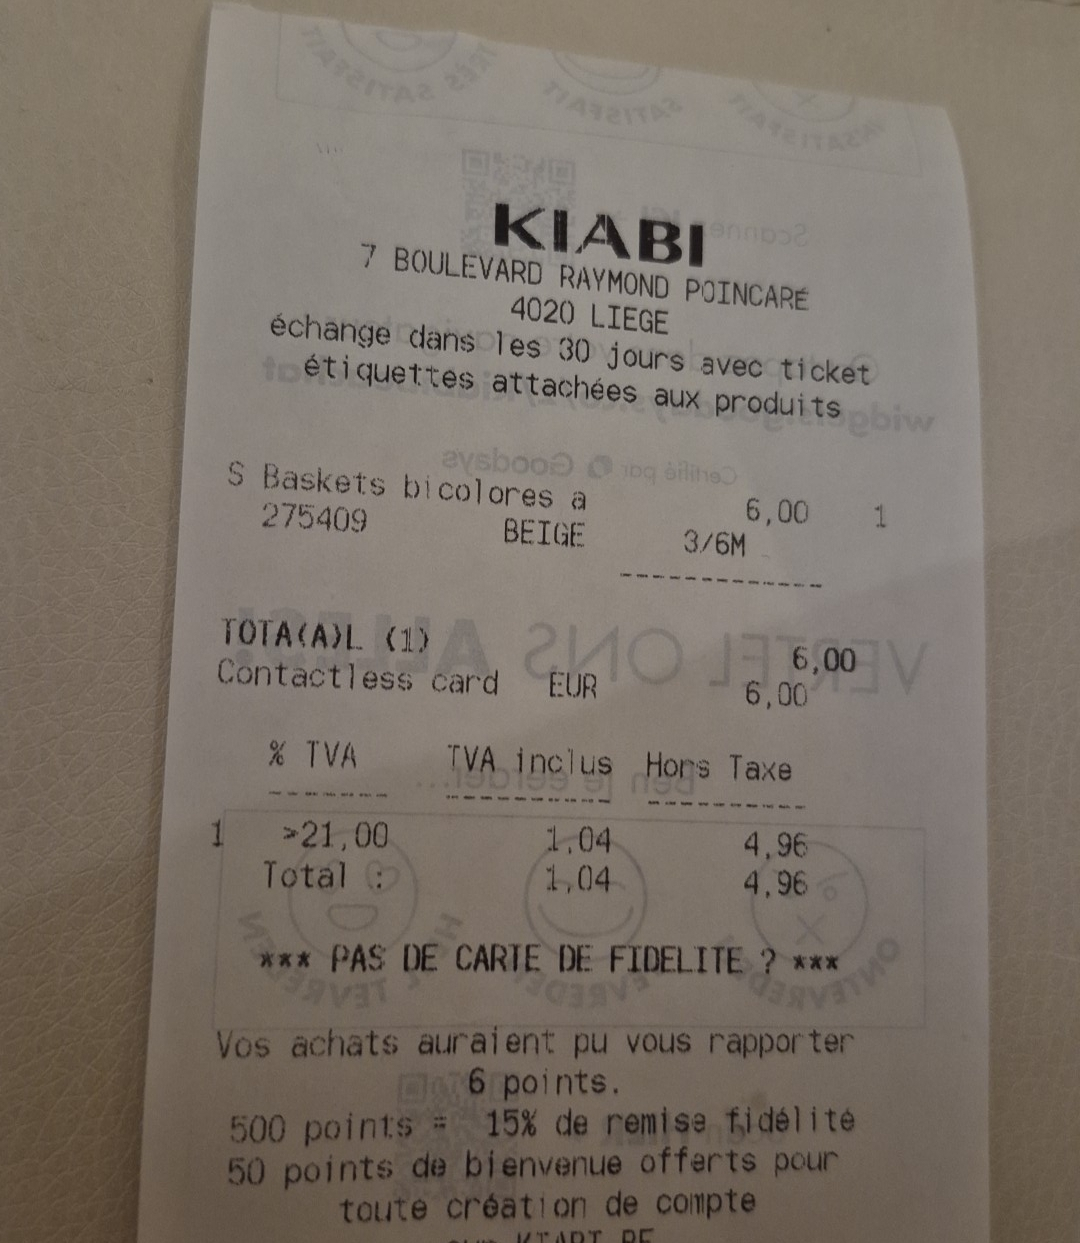 KIABI
7 BOULEVARD RAYMOND POINCARÉ
4020 LIEGE
échange dans les 30 jours avec ticket
étiquettes attachées aux produits
S Baskets bicolores a 6,00 1
275409 BEIGE 3/6M
TOTA(A)L (1) 6,00
Contactless card EUR 6,00
% TVA TVA inclus Hors Taxe
1 >21,00 1,04 4,96
Total : 1,04 4,96
*** PAS DE CARTE DE FIDELITE ? ***
Vos achats auraient pu vous rapporter
6 points.
500 points = 15% de remise fidélité
50 points de bienvenue offerts pour
toute création de compte